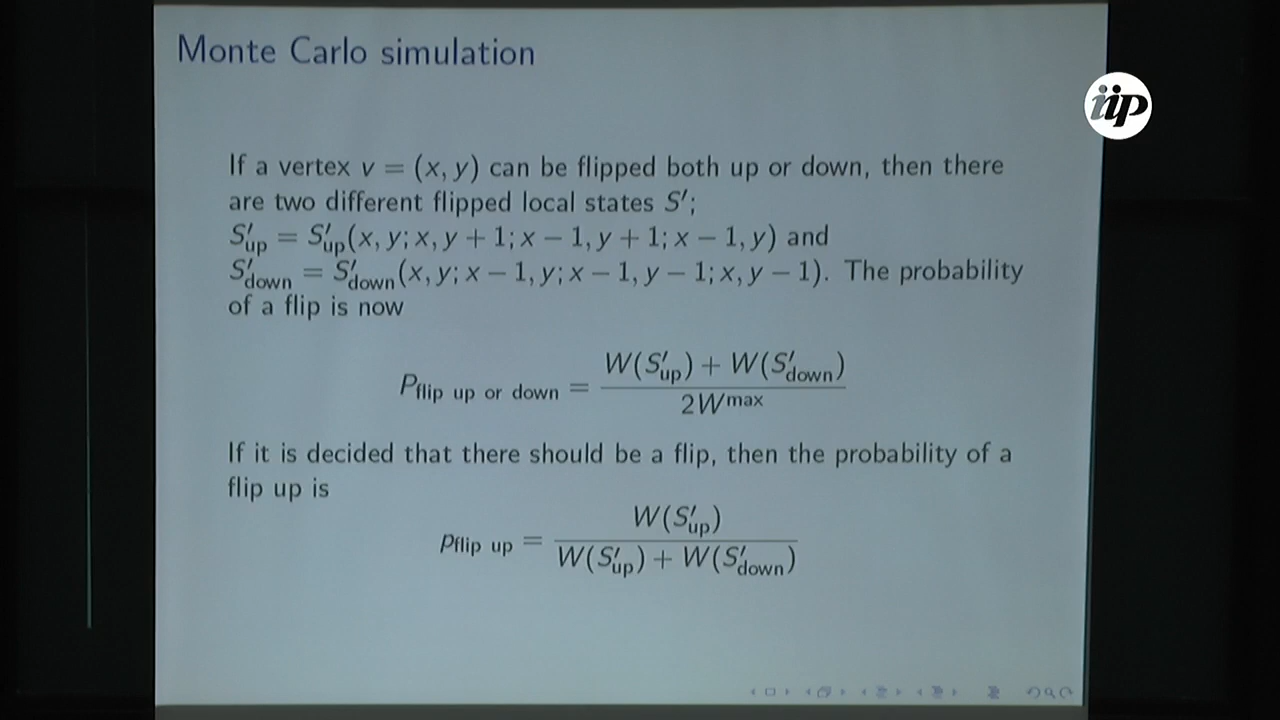 Monte Carlo simulation
iip
If a vertex v = (x, y) can be flipped both up or down, then there
are two different flipped local states S′;
S′up = S′up(x, y; x, y + 1; x − 1, y + 1; x − 1, y) and
S′down = S′down(x, y; x − 1, y; x − 1, y − 1; x, y − 1). The probability
of a flip is now
Pflip up or down = W(S′up) + W(S′down) / 2Wmax
If it is decided that there should be a flip, then the probability of a
flip up is
pflip up = W(S′up) / W(S′up) + W(S′down)